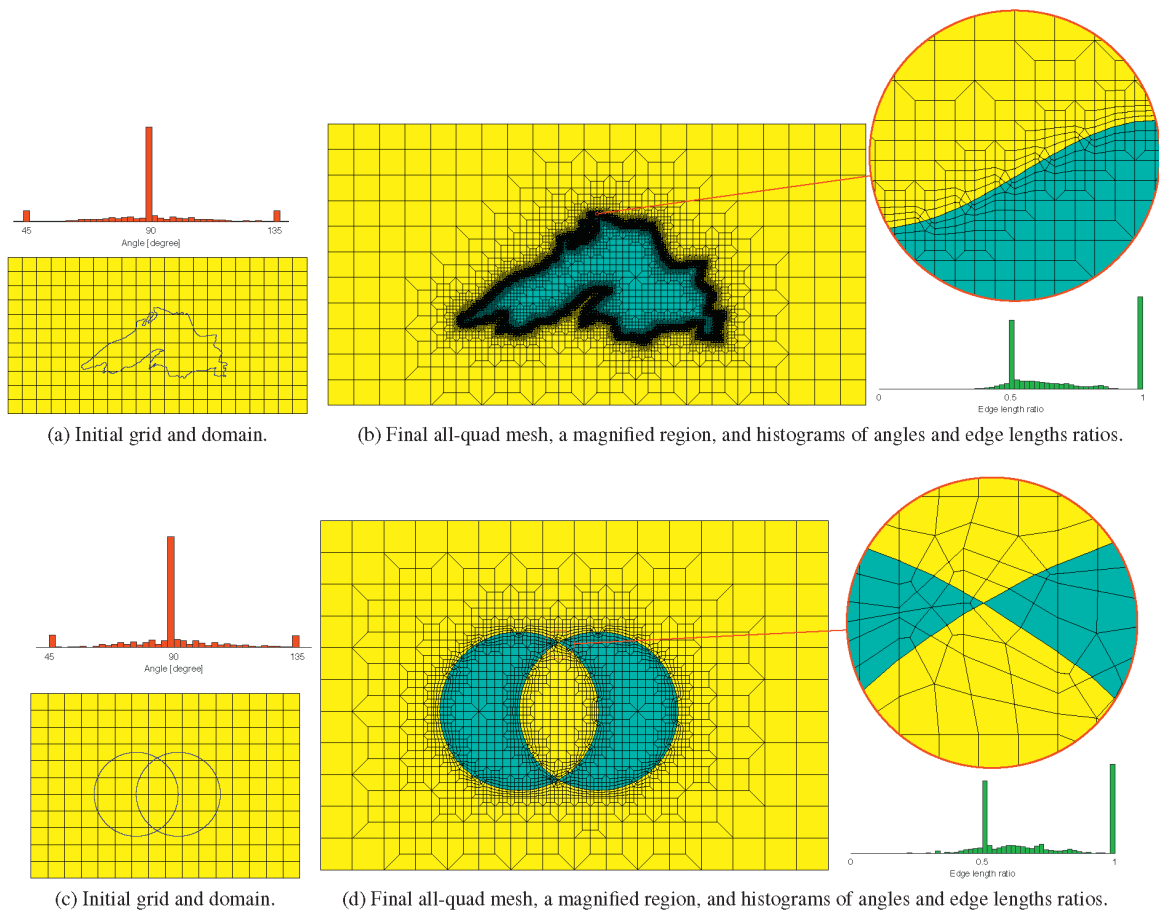 45 90 135
Angle [degree]
0 0.5 1
Edge length ratio
(a) Initial grid and domain.
(b) Final all-quad mesh, a magnified region, and histograms of angles and edge lengths ratios.
45 90 135
Angle [degree]
0 0.5 1
Edge length ratio
(c) Initial grid and domain.
(d) Final all-quad mesh, a magnified region, and histograms of angles and edge lengths ratios.